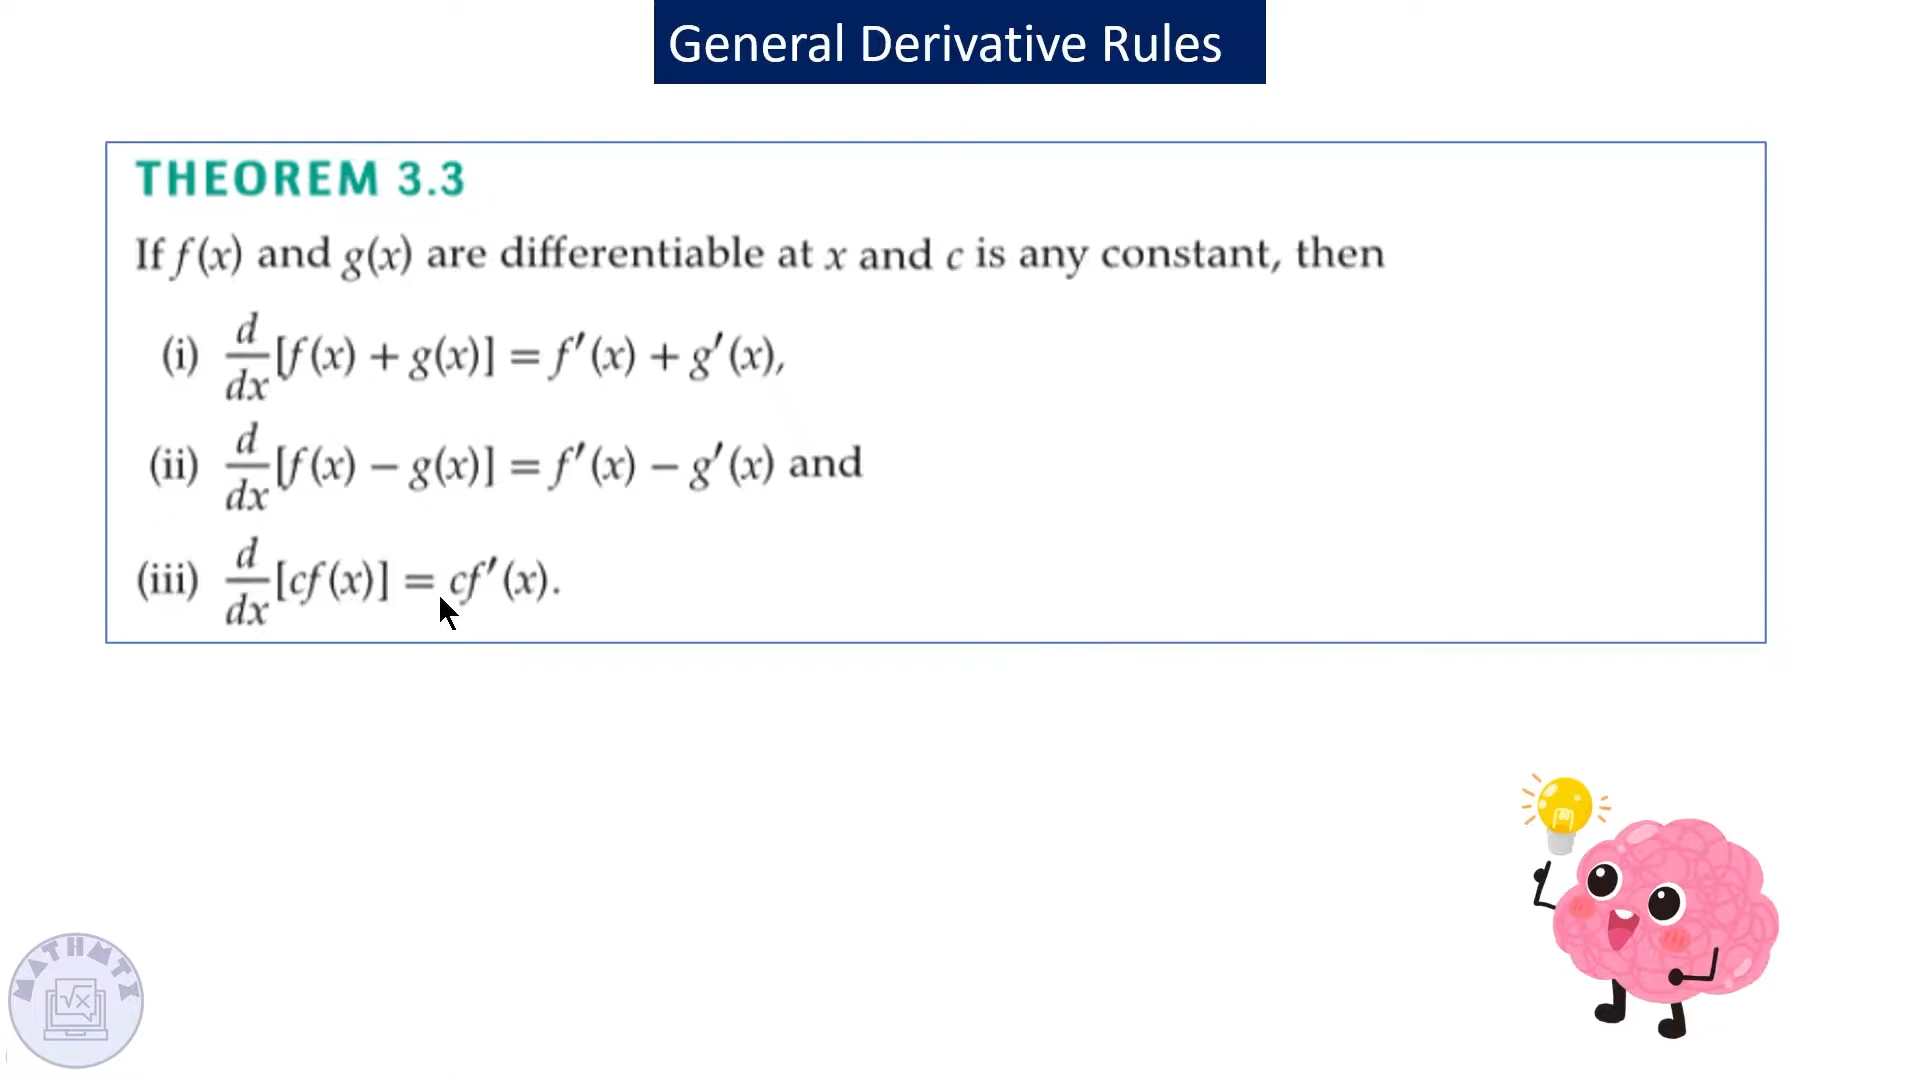 General Derivative Rules
THEOREM 3.3
If f(x) and g(x) are differentiable at x and c is any constant, then
(i) d/dx [f(x) + g(x)] = f′(x) + g′(x),
(ii) d/dx [f(x) − g(x)] = f′(x) − g′(x) and
(iii) d/dx [cf(x)] = cf′(x).
MATHMTX
√x